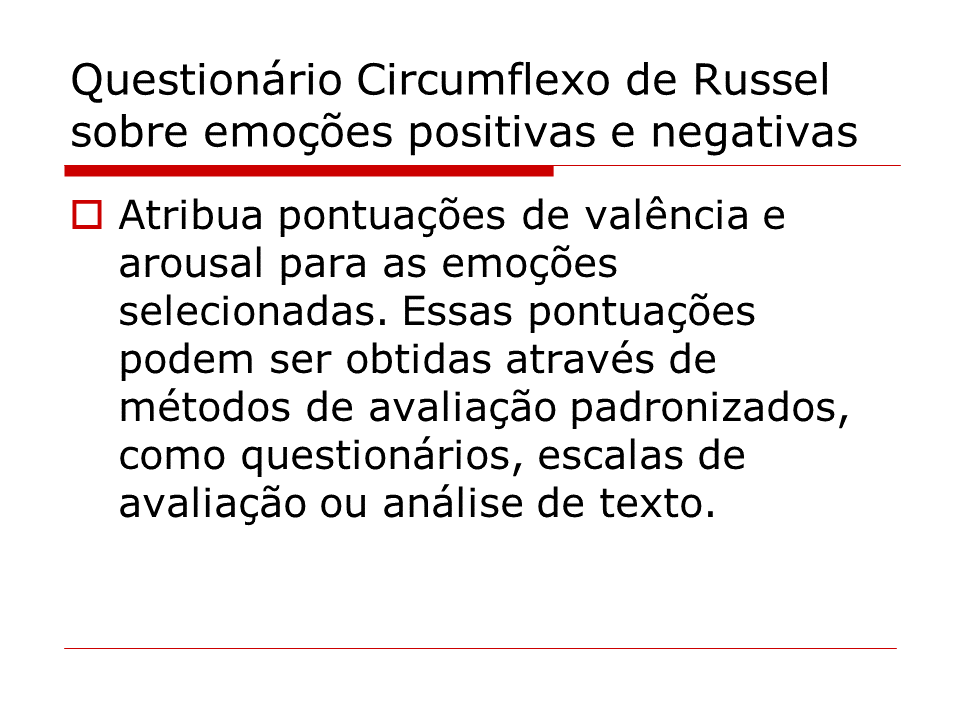 Questionário Circumflexo de Russel
sobre emoções positivas e negativas
Atribua pontuações de valência e
arousal para as emoções
selecionadas. Essas pontuações
podem ser obtidas através de
métodos de avaliação padronizados,
como questionários, escalas de
avaliação ou análise de texto.